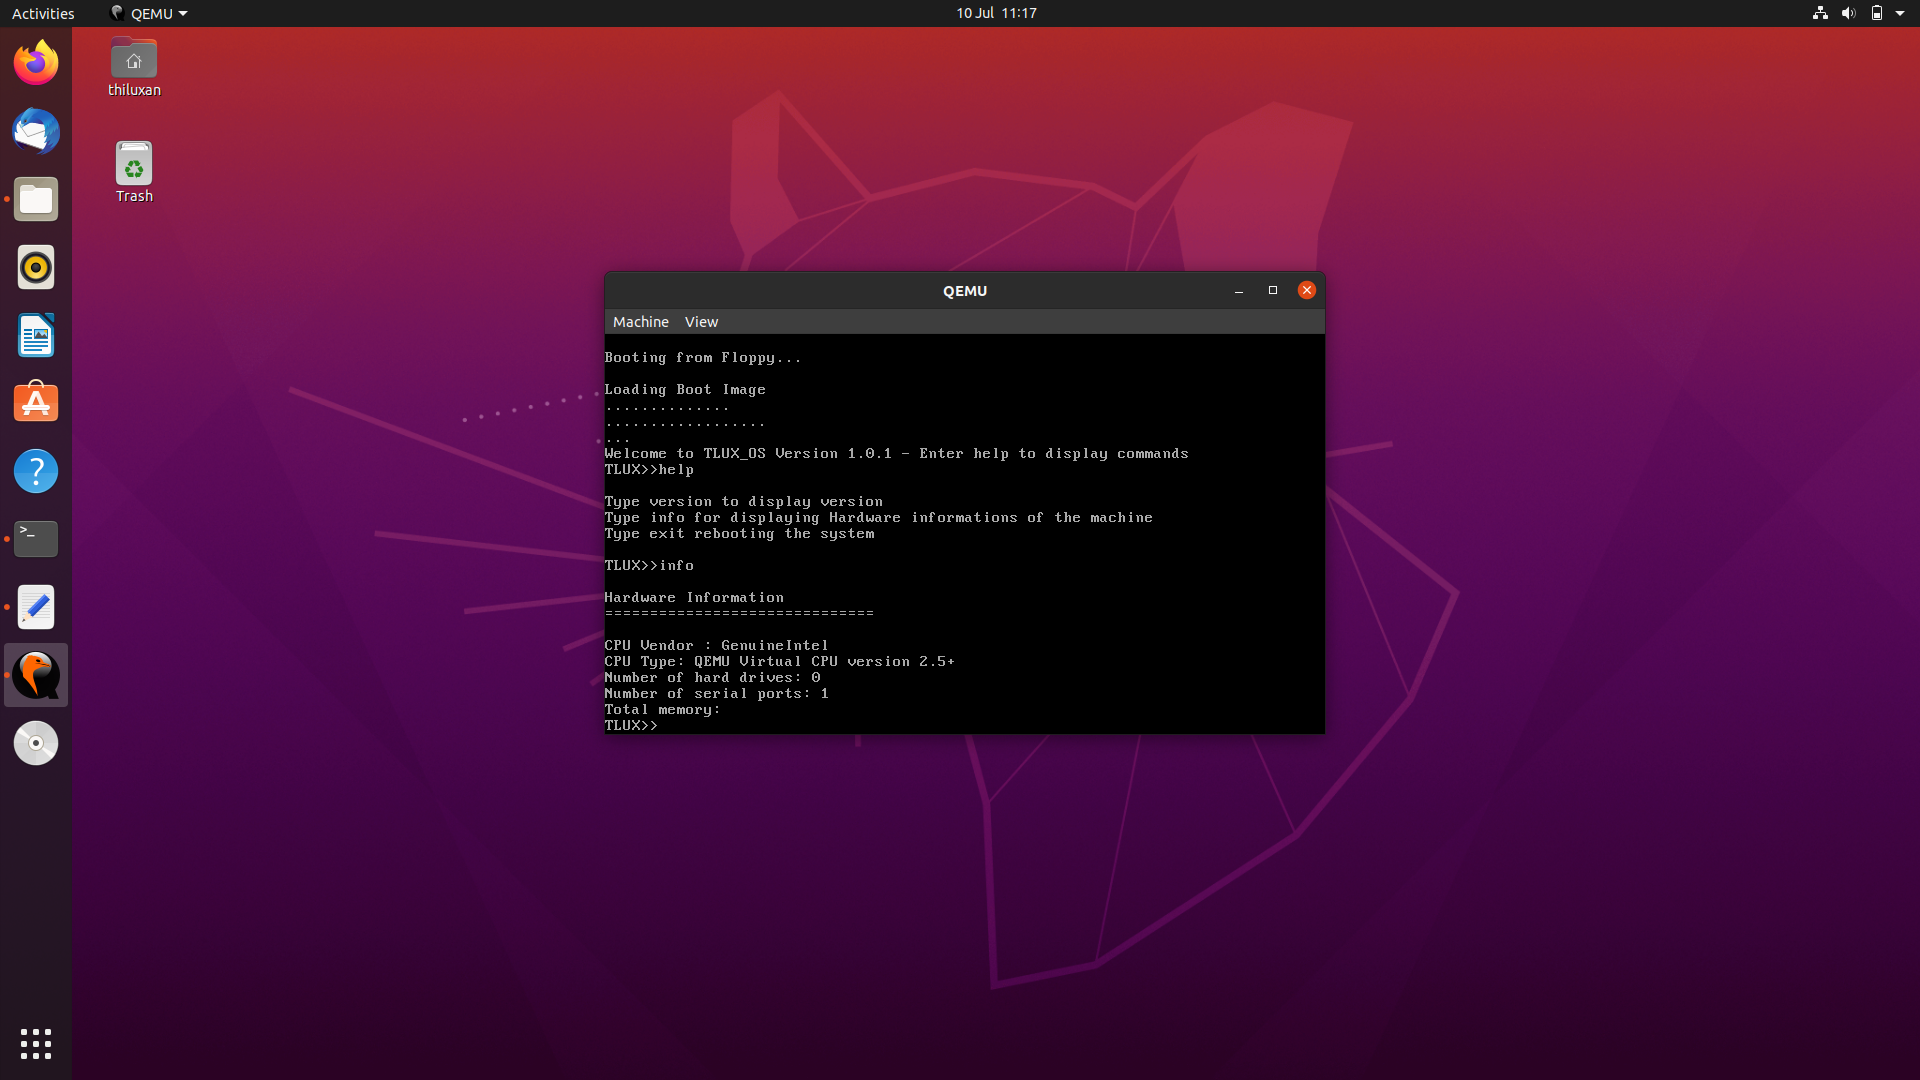 Activities
QEMU
10 Jul 11:17
thiluxan
Trash
QEMU
Machine View
Booting from Floppy...
Loading Boot Image
..............
..................
...
Welcome to TLUX_OS Version 1.0.1 - Enter help to display commands
TLUX>>help
Type version to display version
Type info for displaying Hardware informations of the machine
Type exit rebooting the system
TLUX>>info
Hardware Information
==============================
CPU Vendor : GenuineIntel
CPU Type: QEMU Virtual CPU version 2.5+
Number of hard drives: 0
Number of serial ports: 1
Total memory:
TLUX>>